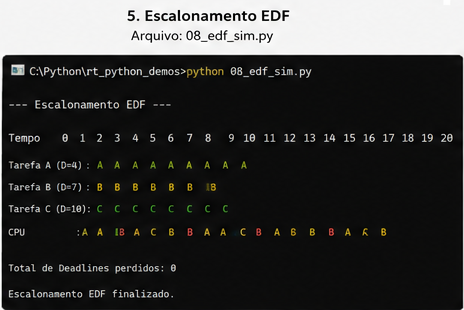 5. Escalonamento EDF
Arquivo: 08_edf_sim.py
C:\Python\rt_python_demos>python 08_edf_sim.py
--- Escalonamento EDF ---
Tempo 0 1 2 3 4 5 6 7 8 9 10 11 12 13 14 15 16 17 18 19 20
Tarefa A (D=4): A A A A A A A A A
Tarefa B (D=7): B B B B B B B
Tarefa C (D=10): C C C C C C C C
CPU :A A B A C B B A A C B A B B B A C B
Total de Deadlines perdidos: 0
Escalonamento EDF finalizado.